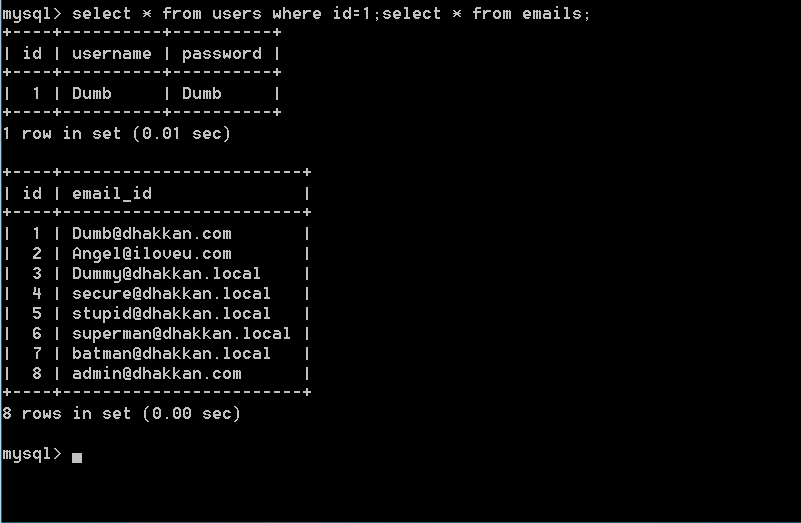 mysql> select * from users where id=1;select * from emails;
+----+----------+----------+
| id | username | password |
+----+----------+----------+
|  1 | Dumb     | Dumb     |
+----+----------+----------+
1 row in set (0.01 sec)

+----+------------------------+
| id | email_id               |
+----+------------------------+
|  1 | Dumb@dhakkan.com       |
|  2 | Angel@iloveu.com       |
|  3 | Dummy@dhakkan.local    |
|  4 | secure@dhakkan.local   |
|  5 | stupid@dhakkan.local   |
|  6 | superman@dhakkan.local |
|  7 | batman@dhakkan.local   |
|  8 | admin@dhakkan.com      |
+----+------------------------+
8 rows in set (0.00 sec)

mysql>